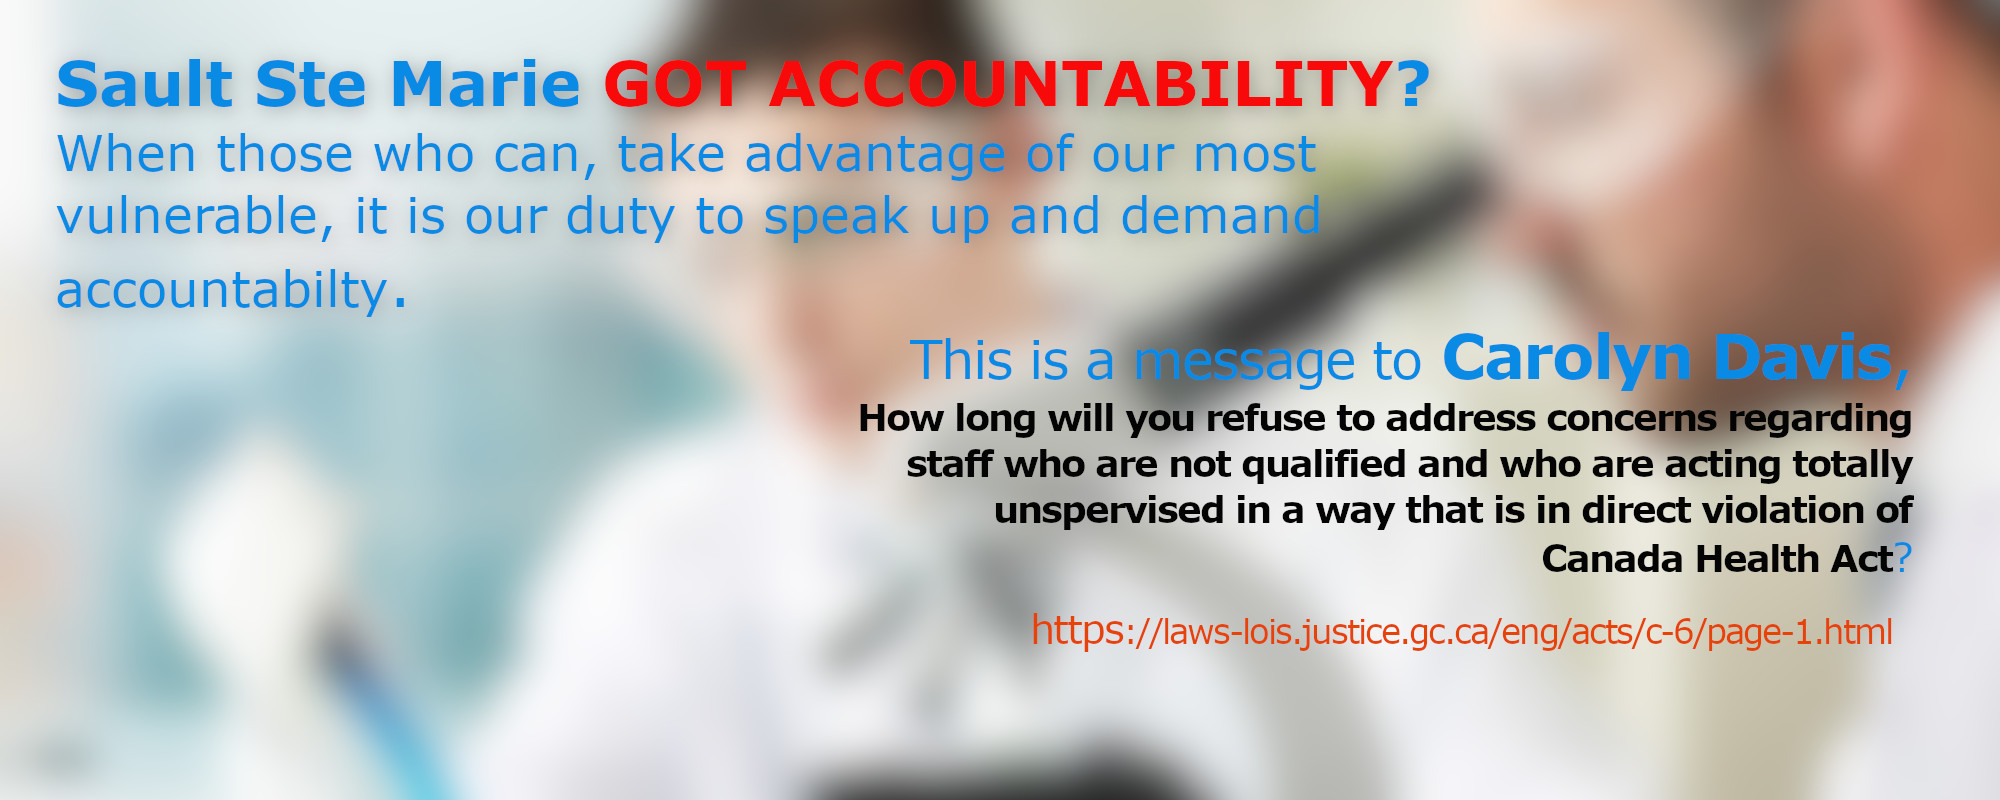 Sault Ste Marie GOT ACCOUNTABILITY?
When those who can, take advantage of our most
vulnerable, it is our duty to speak up and demand
accountabilty.
This is a message to Carolyn Davis,
How long will you refuse to address concerns regarding
staff who are not qualified and who are acting totally
unspervised in a way that is in direct violation of
Canada Health Act?
https://laws-lois.justice.gc.ca/eng/acts/c-6/page-1.html